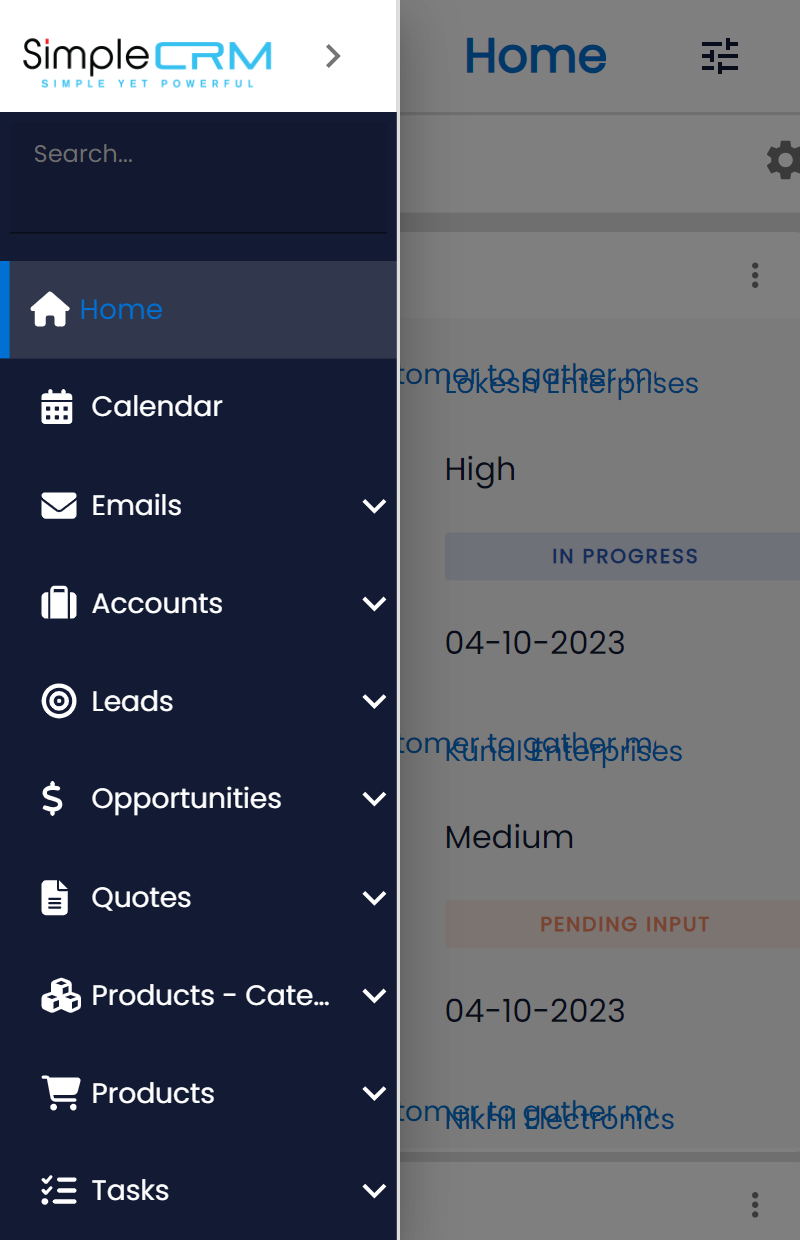 SimpleCRM
SIMPLE YET POWERFUL
Home
Search...
Home
Calendar
Emails
Accounts
Leads
Opportunities
Quotes
Products - Cate...
Products
Tasks
tomer to gather m
Lokesh Enterprises
High
IN PROGRESS
04-10-2023
tomer to gather m
Kunal Enterprises
Medium
PENDING INPUT
04-10-2023
tomer to gather m
Nikhil Electronics